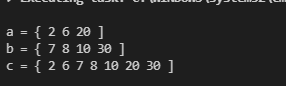 a = { 2 6 20 ]
b = { 7 8 10 30 ]
c = { 2 6 7 8 10 20 30 ]